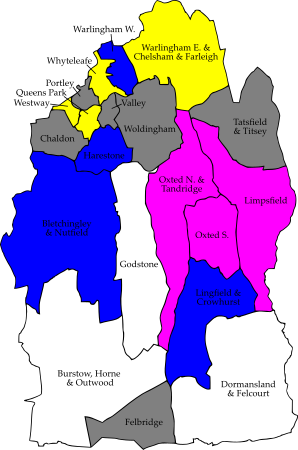 Warlingham W.
Warlingham E. &
Chelsham & Farleigh
Whyteleafe
Portley
Queens Park
Westway
Valley
Chaldon
Woldingham
Tatsfield
& Titsey
Harestone
Oxted N. &
Tandridge
Limpsfield
Bletchingley
& Nutfield
Oxted S.
Godstone
Lingfield &
Crowhurst
Burstow, Horne
& Outwood
Dormansland
& Felcourt
Felbridge